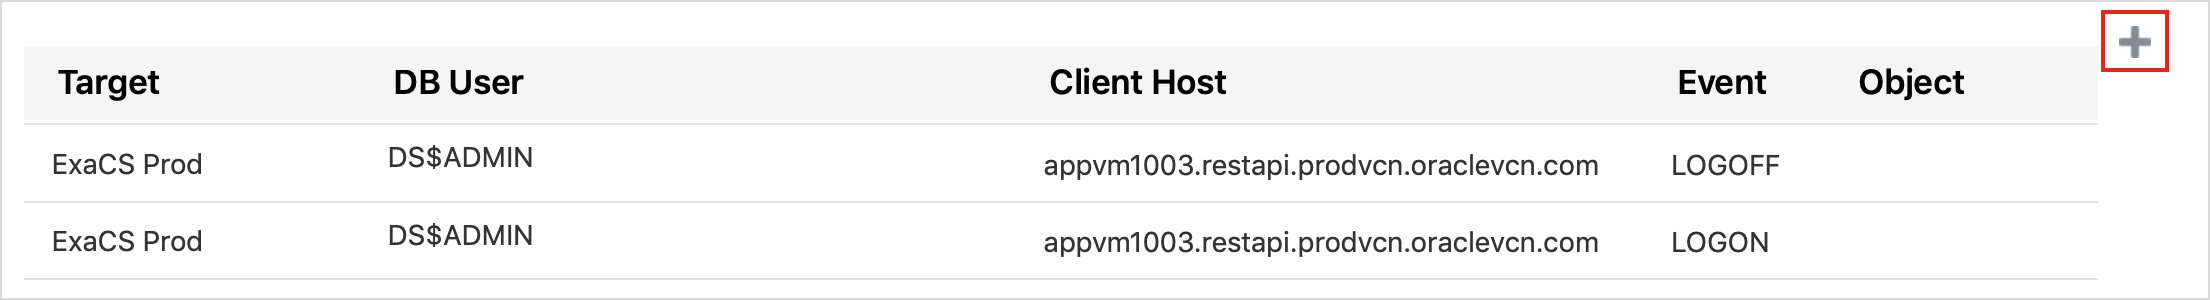 Target DB User Client Host Event Object
ExaCS Prod DS$ADMIN appvm1003.restapi.prodvcn.oraclevcn.com LOGOFF
ExaCS Prod DS$ADMIN appvm1003.restapi.prodvcn.oraclevcn.com LOGON